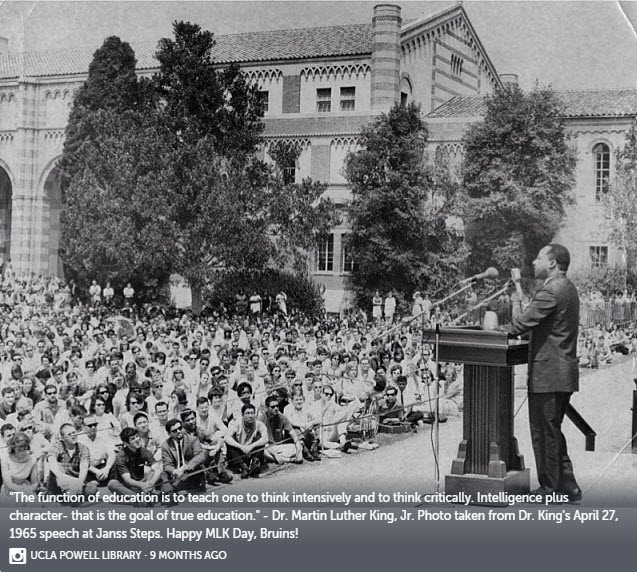 "The function of education is to teach one to think intensively and to think critically. Intelligence plus
character- that is the goal of true education." - Dr. Martin Luther King, Jr. Photo taken from Dr. King's April 27,
1965 speech at Janss Steps. Happy MLK Day, Bruins!
UCLA POWELL LIBRARY · 9 MONTHS AGO